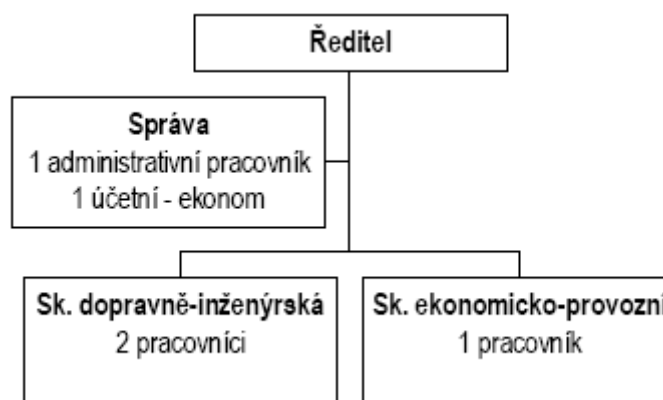 Ředitel
Správa
1 administrativní pracovník
1 účetní - ekonom
Sk. dopravně-inženýrská
2 pracovníci
Sk. ekonomicko-provozní
1 pracovník